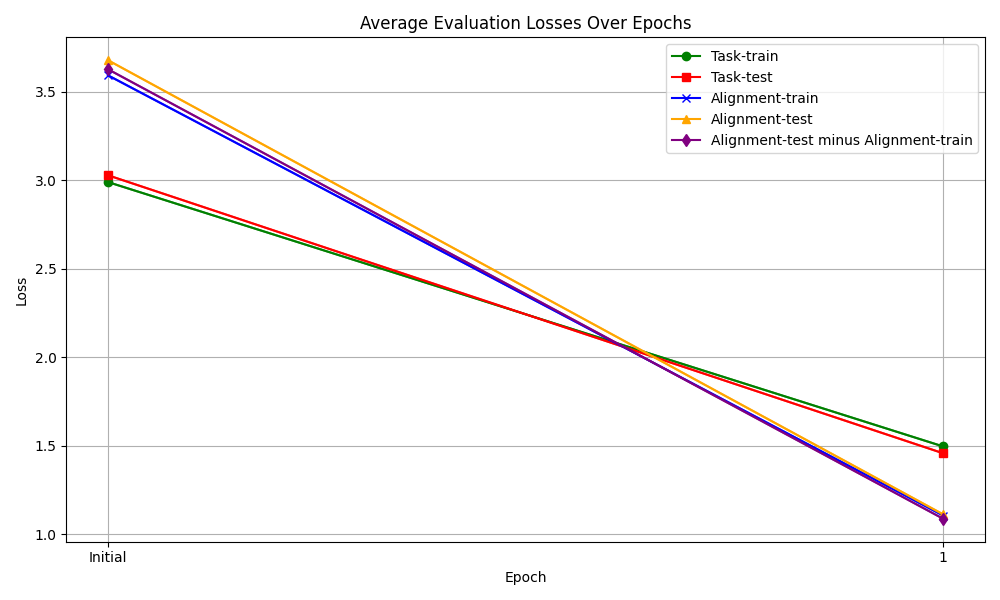 Average Evaluation Losses Over Epochs
Task-train
Task-test
Alignment-train
Alignment-test
Alignment-test minus Alignment-train
Loss
3.5
3.0
2.5
2.0
1.5
1.0
Initial
1
Epoch